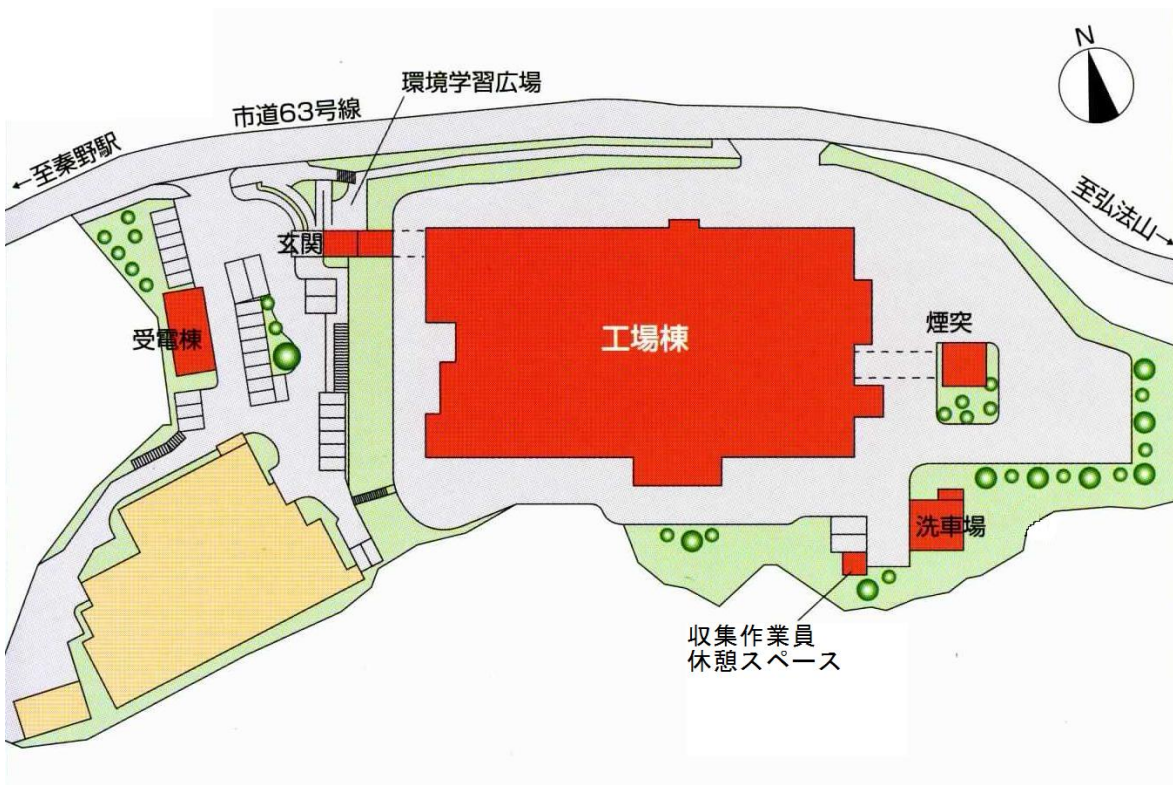 N
環境学習広場
市道63号線
←至秦野駅
至弘法山→
玄関
受電棟
工場棟
煙突
洗車場
収集作業員
休憩スペース